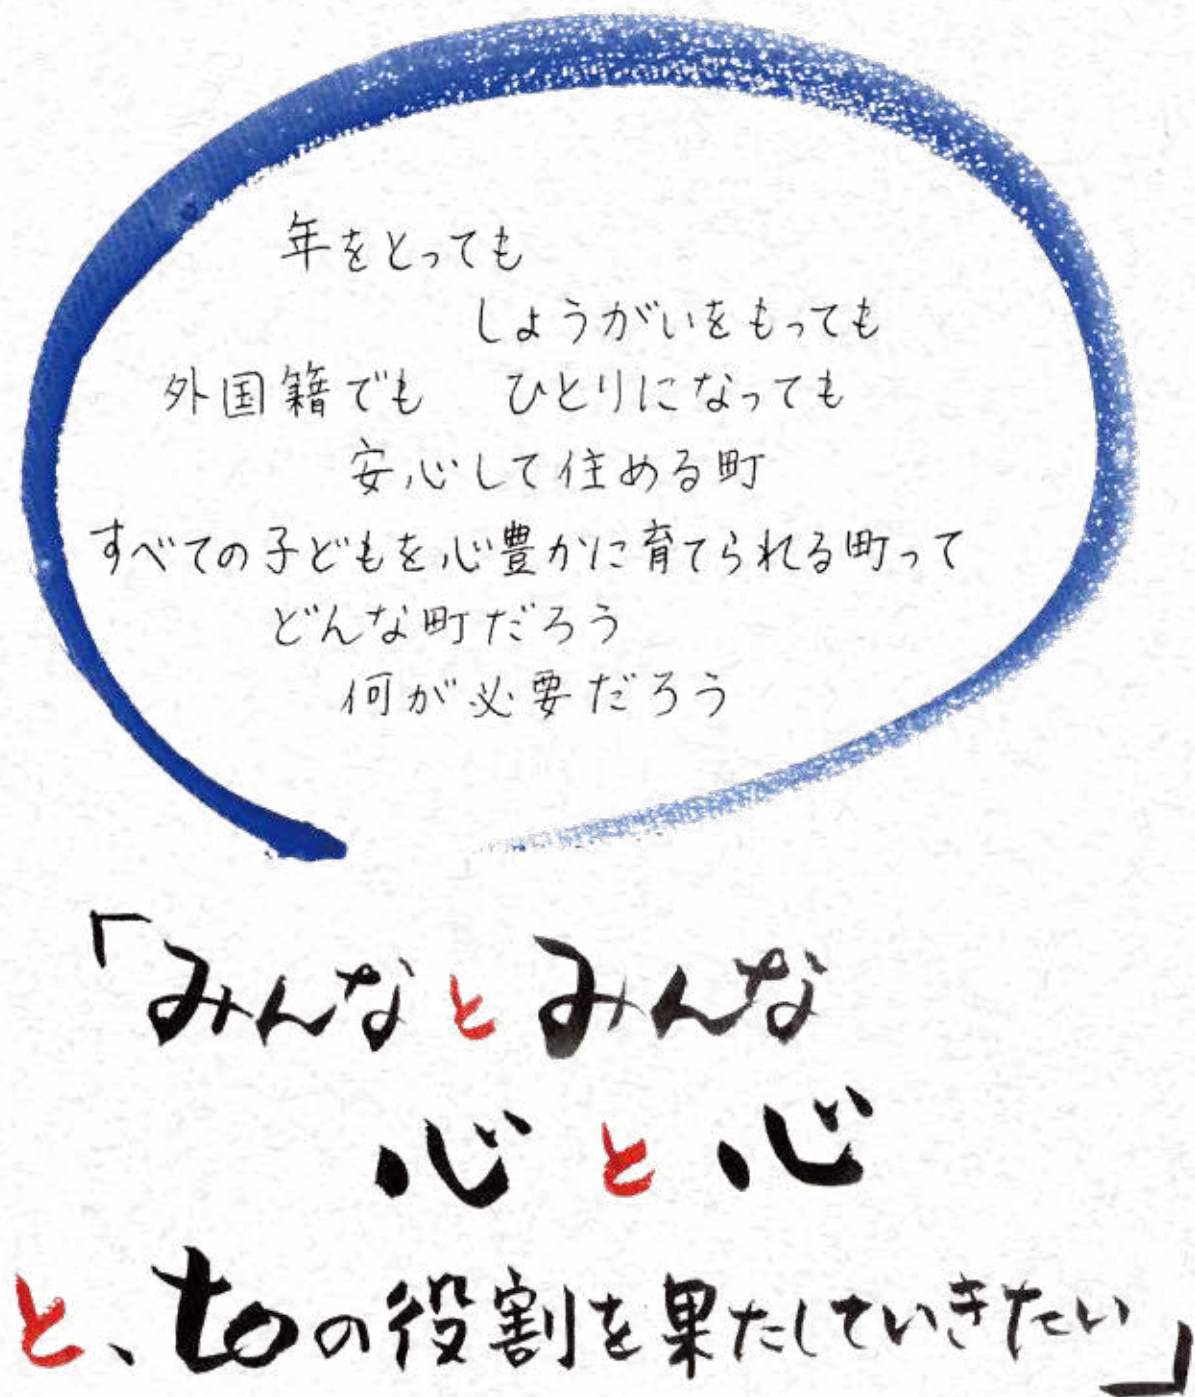 年をとっても
しょうがいをもっても
外国籍でも ひとりになっても
安心して住める町
すべての子どもを心豊かに育てられる町って
どんな町だろう
何が必要だろう
「みんなとみんな
心と心
と、toの役割を果たしていきたい」